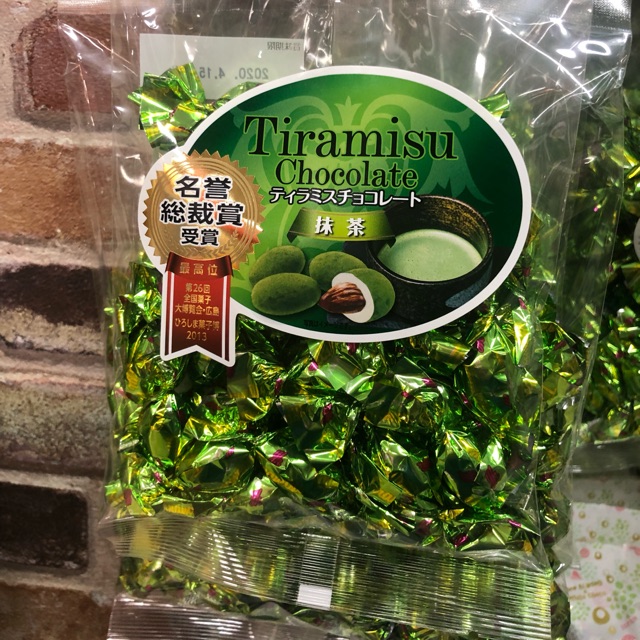 2020. 4.15
Tiramisu
Chocolate
ティラミスチョコレート
抹茶
名誉
総裁賞
受賞
最高位
第26回
全国菓子
大博覧会・広島
ひろしま菓子博
2013